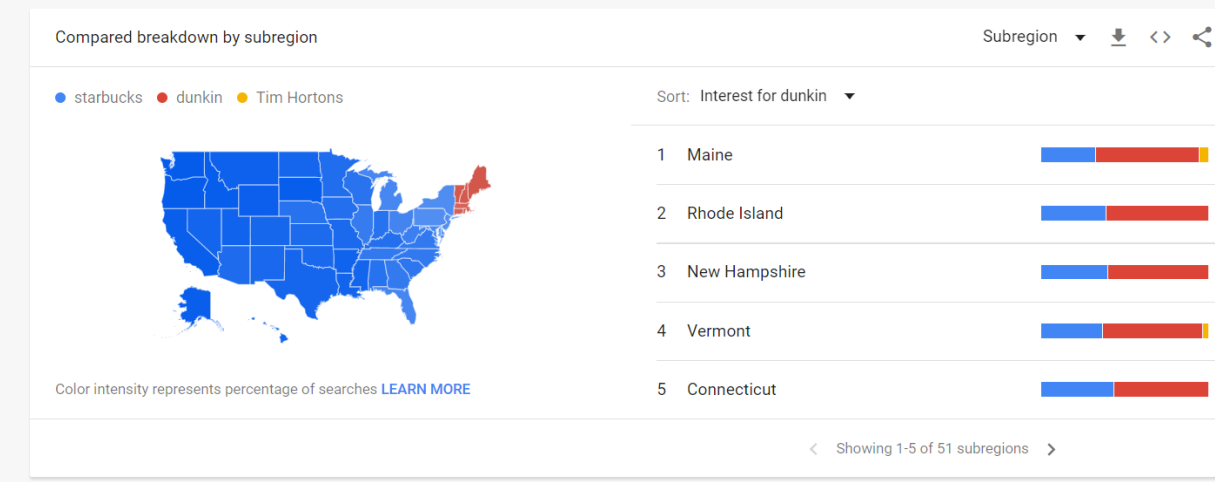 Compared breakdown by subregion
Subregion
starbucks dunkin Tim Hortons
Sort: Interest for dunkin
1 Maine
2 Rhode Island
3 New Hampshire
4 Vermont
5 Connecticut
Color intensity represents percentage of searches LEARN MORE
Showing 1-5 of 51 subregions